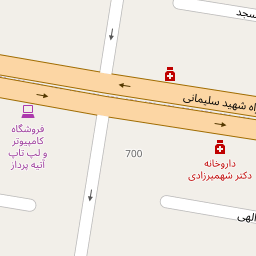 سجد
اه شهید سلیمانی
فروشگاه
کامپیوتر
و لپ تاپ
آتیه پرداز
700
داروخانه
دکتر شهمیرزادی
الهی